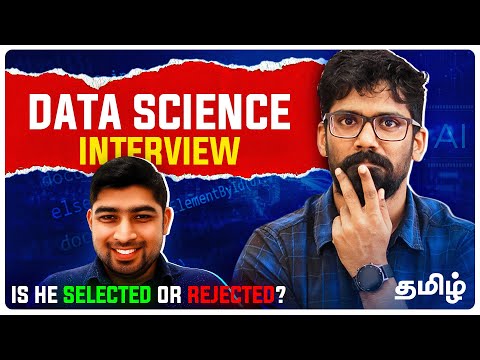 DATA SCIENCE
INTERVIEW
AI
IS HE SELECTED OR REJECTED?
தமிழ்